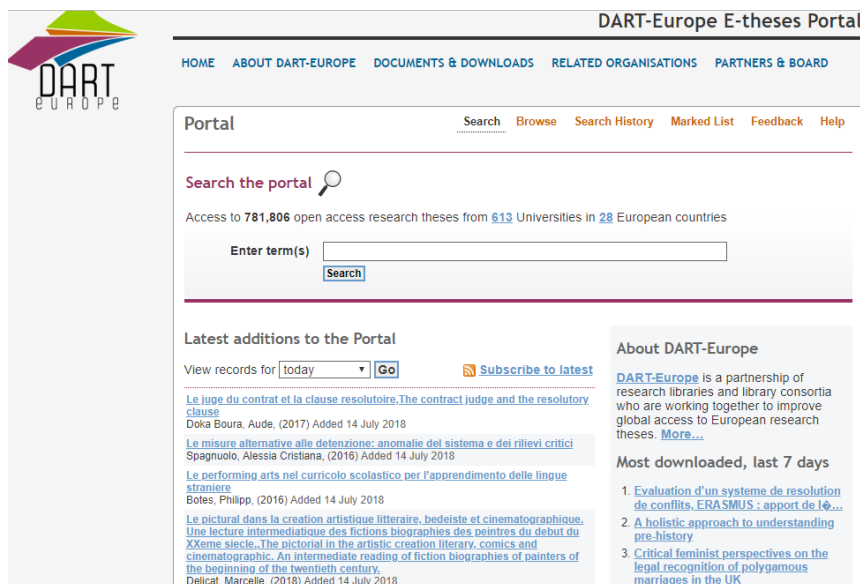 DART-Europe E-theses Portal
DART
europe
HOME ABOUT DART-EUROPE DOCUMENTS & DOWNLOADS RELATED ORGANISATIONS PARTNERS & BOARD
Portal
Search Browse Search History Marked List Feedback Help
Search the portal
Access to 781,806 open access research theses from 613 Universities in 28 European countries
Enter term(s)
Search
Latest additions to the Portal
View records for today Go Subscribe to latest
Le juge du contrat et la clause resolutoire,The contract judge and the resolutory
clause
Doka Boura, Aude, (2017) Added 14 July 2018
Le misure alternative alle detenzione: anomalie del sistema e dei rilievi critici
Spagnuolo, Alessia Cristiana, (2016) Added 14 July 2018
Le performing arts nel curricolo scolastico per l'apprendimento delle lingue
straniere
Botes, Philipp, (2016) Added 14 July 2018
Le pictural dans la creation artistique litteraire, bedeiste et cinematographique.
Une lecture intermediatique des fictions biographies des peintres du debut du
XXeme siecle.,The pictorial in the artistic creation literary, comics and
cinematographic. An intermediate reading of fiction biographies of painters of
the beginning of the twentieth century.
Delicat, Marcelle, (2018) Added 14 July 2018
About DART-Europe
DART-Europe is a partnership of
research libraries and library consortia
who are working together to improve
global access to European research
theses. More...
Most downloaded, last 7 days
1. Evaluation d'un systeme de resolution
de conflits, ERASMUS : apport de l�...
2. A holistic approach to understanding
pre-history
3. Critical feminist perspectives on the
legal recognition of polygamous
marriages in the UK